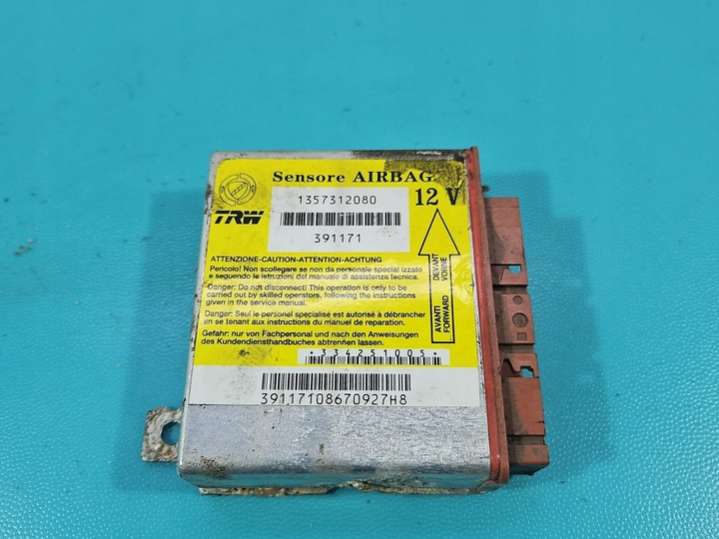 Sensore AIRBAG
1357312080
12 V
TRW
391171
ATTENZIONE-CAUTION-ATTENTION-ACHTUNG
Pericolo! Non scollegare se non da personale specializzato
e seguendo le istruzioni del manuale di assistenza tecnica.
Danger: Do not disconnect! This operation is only to be
carried out by skilled operators, following the instructions
given in the service manual.
Danger: Seul le personel specialisé est autorisé à débrancher
en se tenant aux instructions du manuel de reparation.
Gefahr: nur von Fachpersonal und nach den Anweisungen
des Kundendiensthandbuches abtrennen lassen.
AVANTI DEVANT
FORWARD VORNE
*334251005*
39117108670927H8